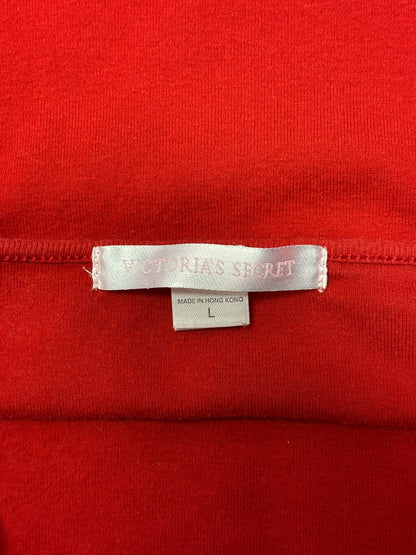 VICTORIA'S SECRET
MADE IN HONG KONG
L